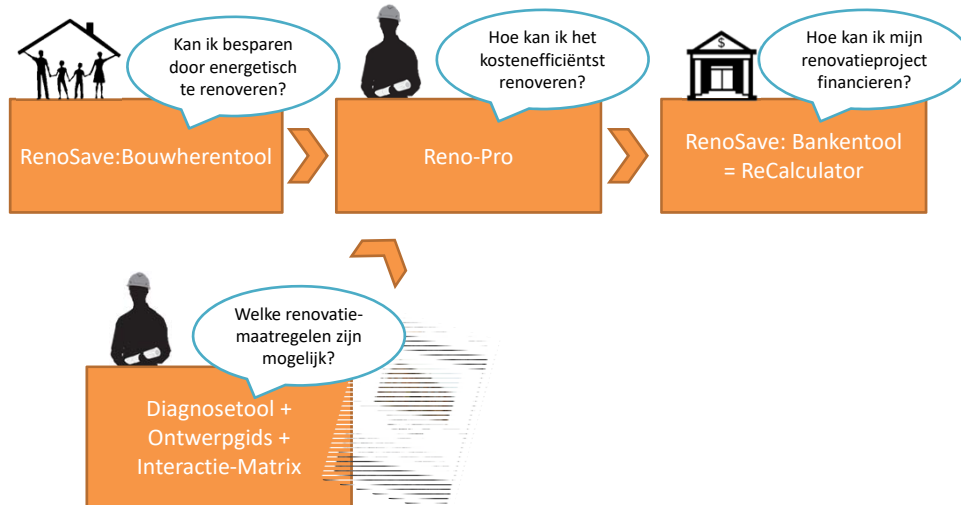 Kan ik besparen
door energetisch
te renoveren?
RenoSave:Bouwherentool
Hoe kan ik het
kostenefficiëntst
renoveren?
Reno-Pro
$
Hoe kan ik mijn
renovatieproject
financieren?
RenoSave: Bankentool
= ReCalculator
Welke renovatie-
maatregelen zijn
mogelijk?
Diagnosetool +
Ontwerpgids +
Interactie-Matrix